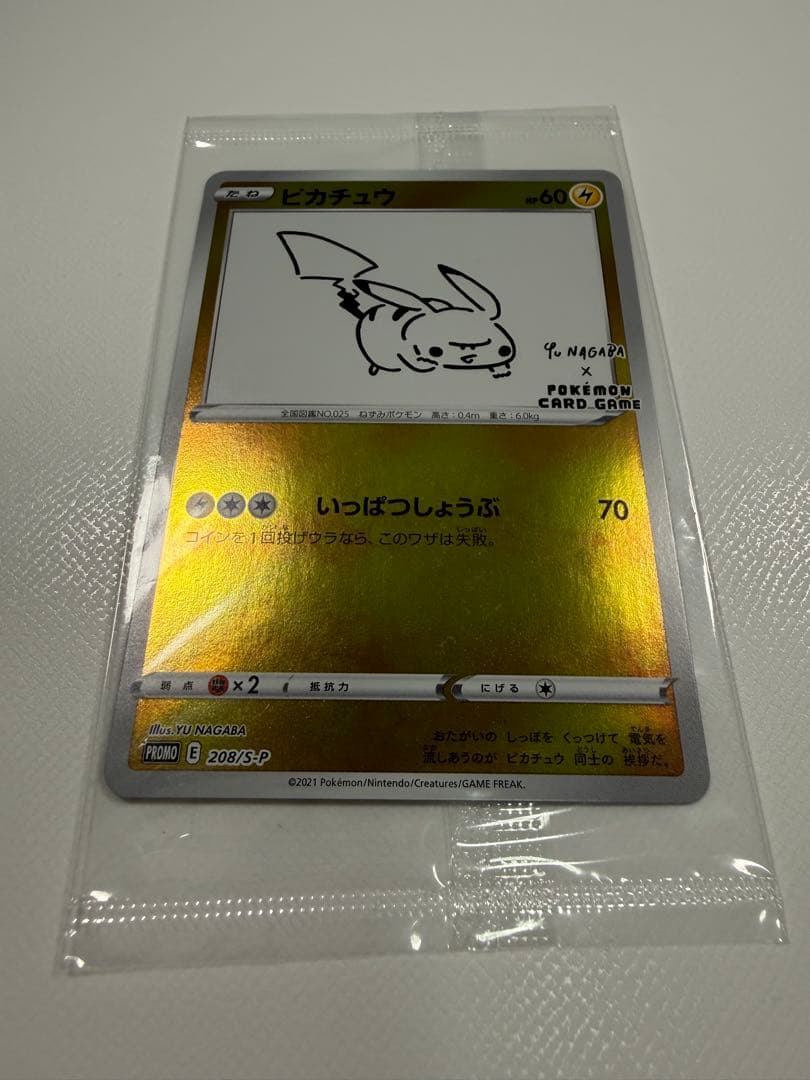 たね ピカチュウ HP60
Yu NAGABA
×
POKÉMON
CARD GAME
全国図鑑NO.025 ねずみポケモン 高さ:0.4m 重さ:6.0kg
いっぱつしょうぶ 70
コインを1回投げウラなら、このワザは失敗。
弱点 ×2 抵抗力 にげる
Illus. YU NAGABA
PROMO E 208/S-P
おたがいの しっぽを くっつけて 電気を
流しあうのが ピカチュウ 同士の 挨拶だ。
©2021 Pokémon/Nintendo/Creatures/GAME FREAK.